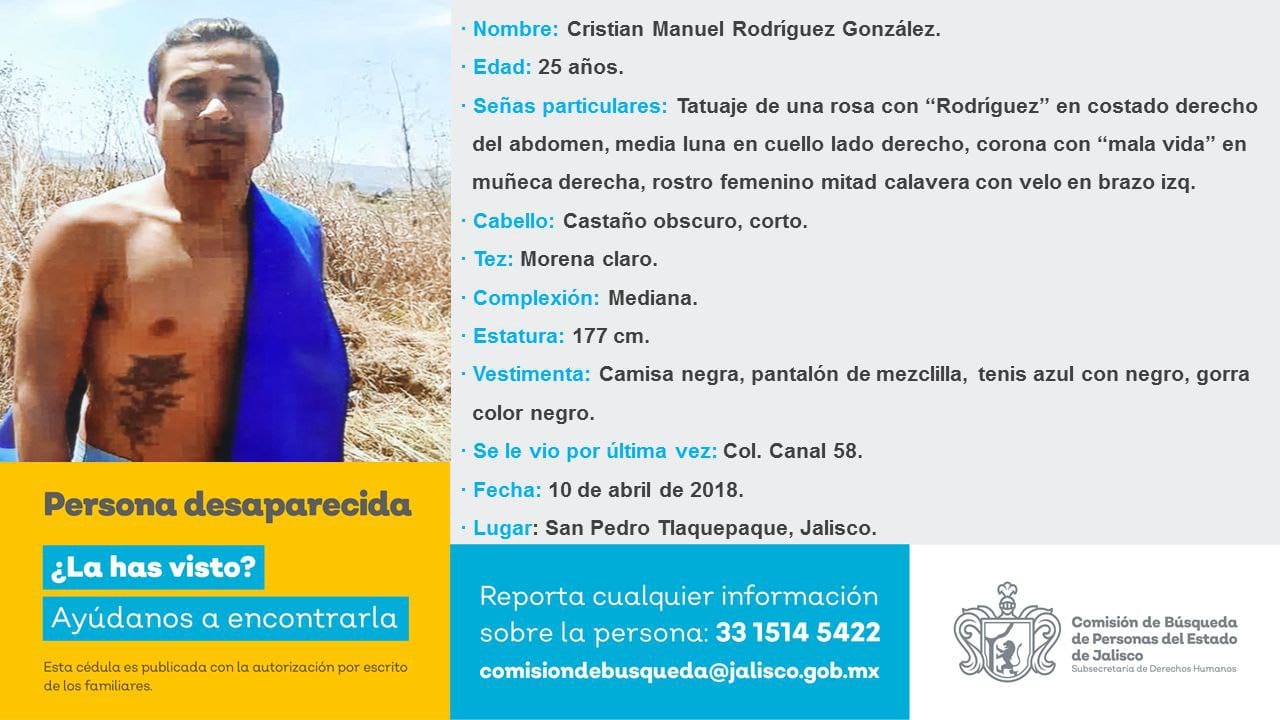 · Nombre: Cristian Manuel Rodríguez González.
· Edad: 25 años.
· Señas particulares: Tatuaje de una rosa con “Rodríguez” en costado derecho
del abdomen, media luna en cuello lado derecho, corona con “mala vida” en
muñeca derecha, rostro femenino mitad calavera con velo en brazo izq.
· Cabello: Castaño obscuro, corto.
· Tez: Morena claro.
· Complexión: Mediana.
· Estatura: 177 cm.
· Vestimenta: Camisa negra, pantalón de mezclilla, tenis azul con negro, gorra
color negro.
· Se le vio por última vez: Col. Canal 58.
· Fecha: 10 de abril de 2018.
· Lugar: San Pedro Tlaquepaque, Jalisco.
Persona desaparecida
¿La has visto?
Ayúdanos a encontrarla
Esta cédula es publicada con la autorización por escrito
de los familiares.
Reporta cualquier información
sobre la persona: 33 1514 5422
comisiondebusqueda@jalisco.gob.mx
Comisión de Búsqueda
de Personas del Estado
de Jalisco
Subsecretaría de Derechos Humanos